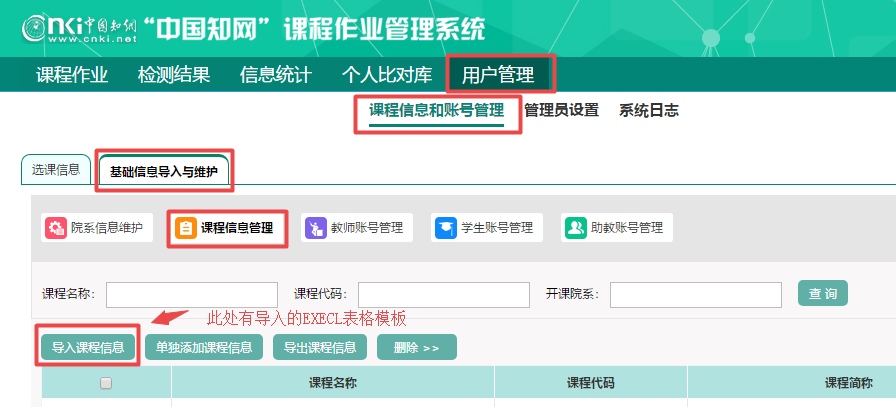 cnki 中国知网 “中国知网” 课程作业管理系统
www.cnki.net
课程作业 检测结果 信息统计 个人比对库 用户管理
课程信息和账号管理 管理员设置 系统日志
选课信息 基础信息导入与维护
院系信息维护 课程信息管理 教师账号管理 学生账号管理 助教账号管理
课程名称： 课程代码： 开课院系： 查 询
此处有导入的EXECL表格模板
导入课程信息 单独添加课程信息 导出课程信息 删除 >>
课程名称 课程代码 课程简称